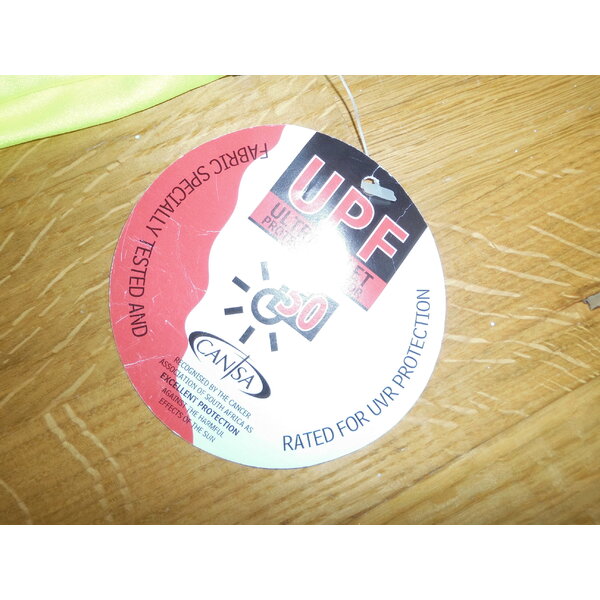 FABRIC SPECIALLY TESTED AND
UPF
50
CANSA
RECOGNISED BY THE CANCER
ASSOCIATION OF SOUTH AFRICA AS
EXCELLENT PROTECTION
AGAINST THE HARMFUL
EFFECTS OF THE SUN
RATED FOR UVR PROTECTION